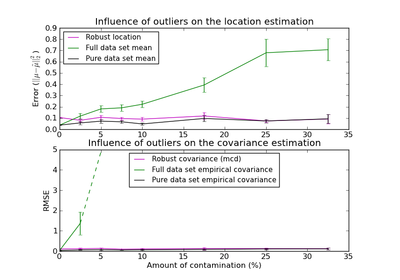 Influence of outliers on the location estimation
0.9
0.8
0.7
0.6
0.5
0.4
0.3
0.2
0.1
0.0
Error (||μ − μ̂||₂²)
Robust location
Full data set mean
Pure data set mean
0 5 10 15 20 25 30 35
Influence of outliers on the covariance estimation
5
4
3
2
1
0
RMSE
Robust covariance (mcd)
Full data set empirical covariance
Pure data set empirical covariance
0 5 10 15 20 25 30 35
Amount of contamination (%)